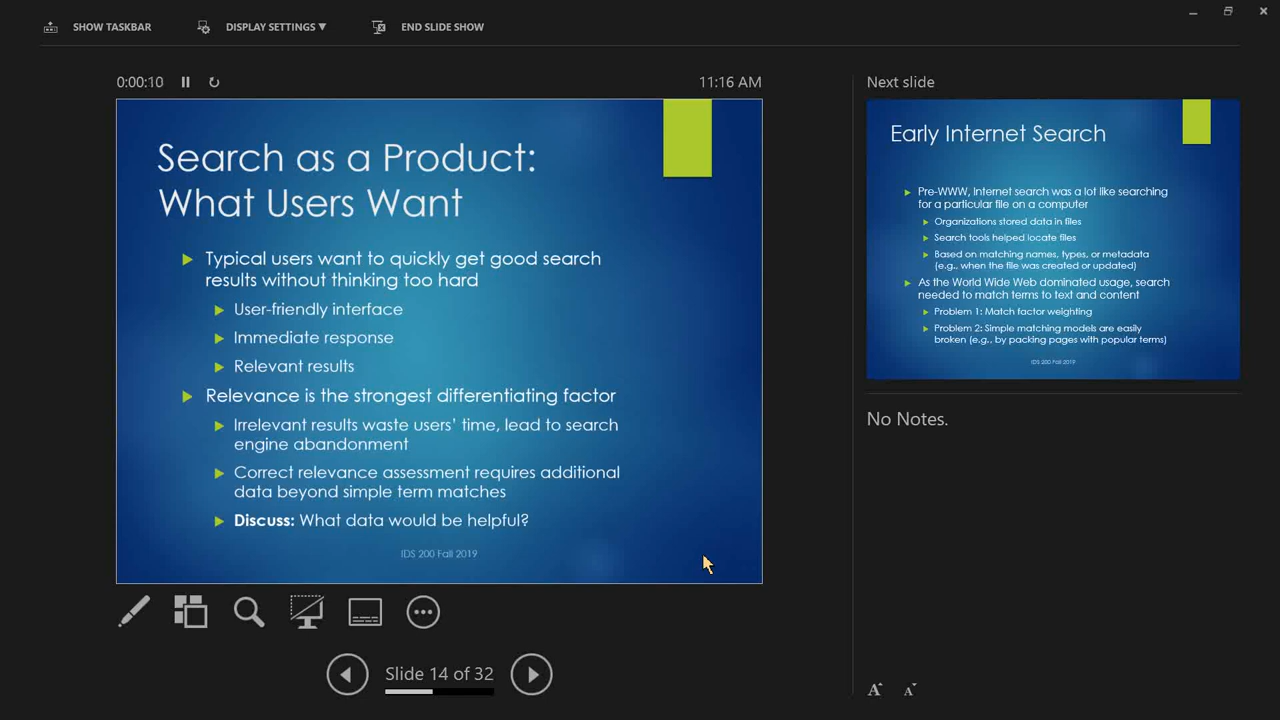 SHOW TASKBAR
DISPLAY SETTINGS ▼
END SLIDE SHOW
0:00:10
11:16 AM
Search as a Product:
What Users Want
Typical users want to quickly get good search
results without thinking too hard
User-friendly interface
Immediate response
Relevant results
Relevance is the strongest differentiating factor
Irrelevant results waste users' time, lead to search
engine abandonment
Correct relevance assessment requires additional
data beyond simple term matches
Discuss: What data would be helpful?
IDS 200 Fall 2019
Slide 14 of 32
Next slide
Early Internet Search
Pre-WWW, Internet search was a lot like searching
for a particular file on a computer
Organizations stored data in files
Search tools helped locate files
Based on matching names, types, or metadata
(e.g., when the file was created or updated)
As the World Wide Web dominated usage, search
needed to match terms to text and content
Problem 1: Match factor weighting
Problem 2: Simple matching models are easily
broken (e.g., by packing pages with popular terms)
IDS 200 Fall 2019
No Notes.
A A